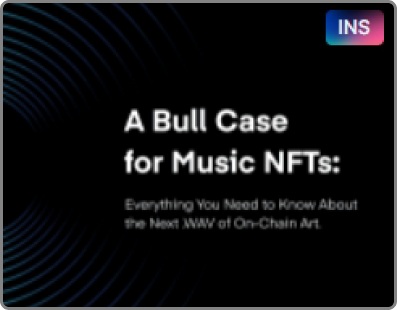 INS
A Bull Case
for Music NFTs:
Everything You Need to Know About
the Next .WAV of On-Chain Art.